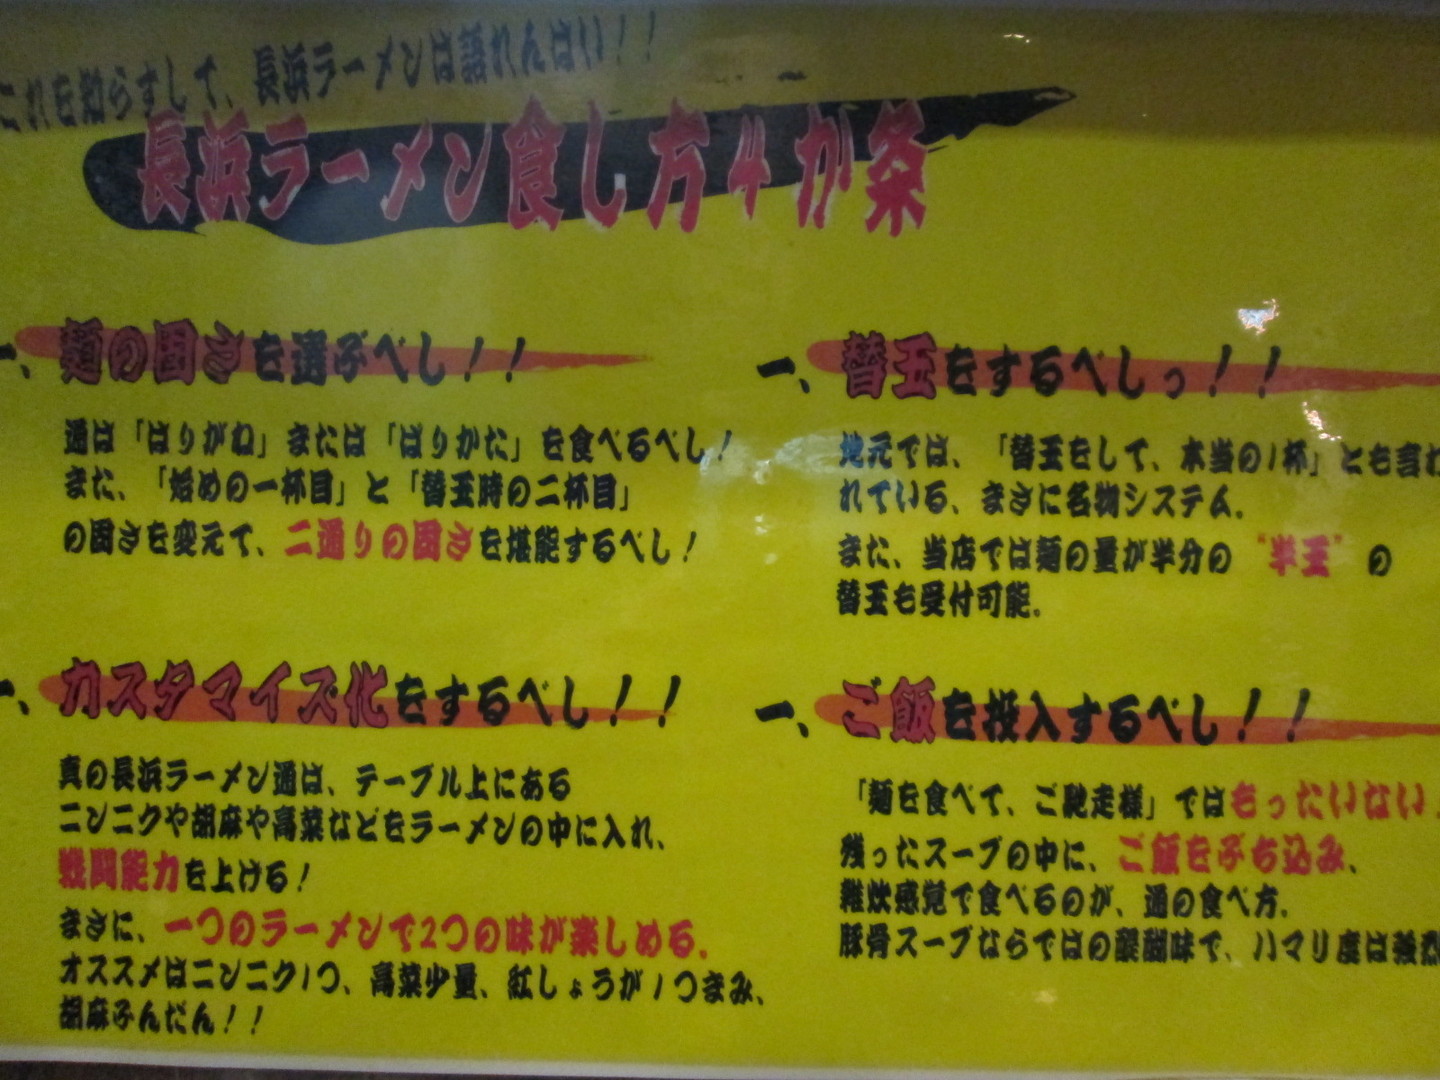 これを知らずして、長浜ラーメンは語れんばい！！
長浜ラーメン食し方４か条
一、麺の固さを選ぶべし！！
通は「はりがね」または「ばりかた」を食べるべし！
また、「始めの一杯目」と「替玉時の二杯目」
の固さを変えて、二通りの固さを堪能するべし！
一、替玉をするべしっ！！
地元では、「替玉をして、本当の1杯」とも言わ
れている、まさに名物システム。
また、当店では麺の量が半分の“半玉”の
替玉も受付可能。
一、カスタマイズ化をするべし！！
真の長浜ラーメン通は、テーブル上にある
ニンニクや胡麻や高菜などをラーメンの中に入れ、
戦闘能力を上げる！
まさに、一つのラーメンで2つの味が楽しめる。
オススメはニンニク1つ、高菜少量、紅しょうが1つまみ、
胡麻ふんだん！！
一、ご飯を投入するべし！！
「麺を食べて、ご馳走様」ではもったいない
残ったスープの中に、ご飯をぶち込み、
雑炊感覚で食べるのが、通の食べ方。
豚骨スープならではの醍醐味で、ハマリ度は強烈